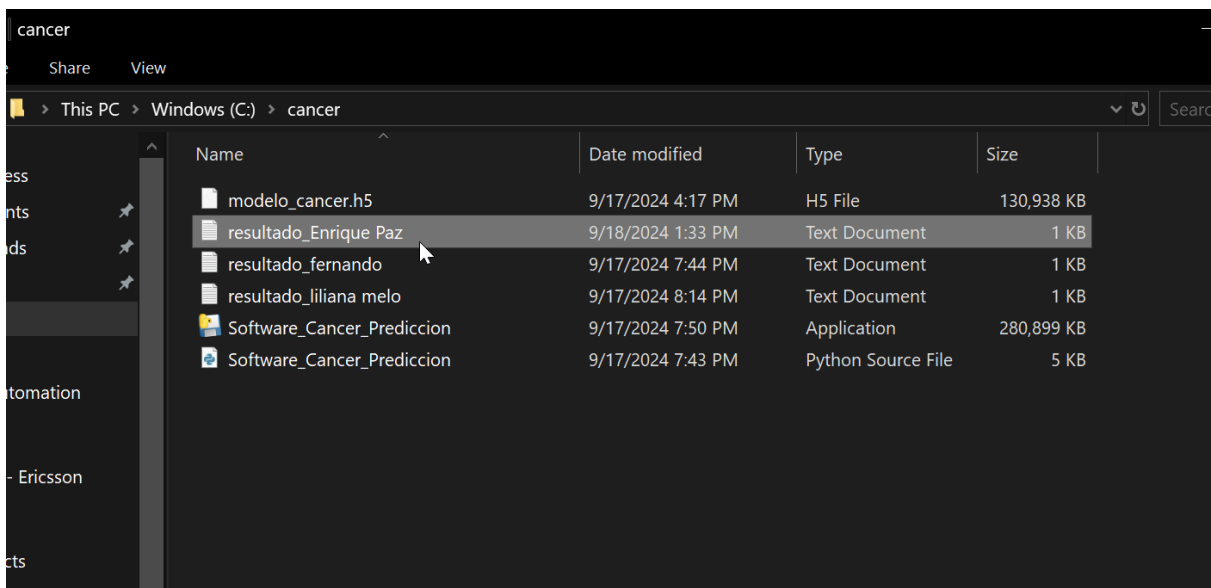 cancer
Share View
This PC > Windows (C:) > cancer
Name Date modified Type Size
modelo_cancer.h5 9/17/2024 4:17 PM H5 File 130,938 KB
resultado_Enrique Paz 9/18/2024 1:33 PM Text Document 1 KB
resultado_fernando 9/17/2024 7:44 PM Text Document 1 KB
resultado_liliana melo 9/17/2024 8:14 PM Text Document 1 KB
Software_Cancer_Prediccion 9/17/2024 7:50 PM Application 280,899 KB
Software_Cancer_Prediccion 9/17/2024 7:43 PM Python Source File 5 KB
ess
nts
ds
tomation
- Ericsson
cts